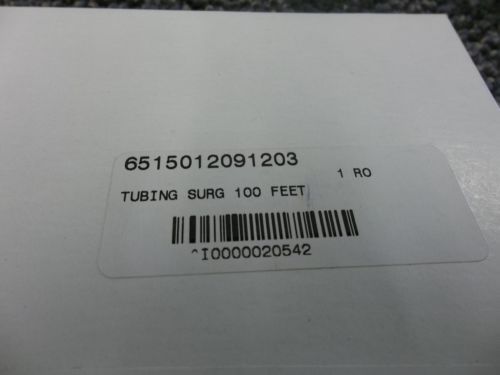 6515012091203
1 RO
TUBING SURG 100 FEET
^I0000020542